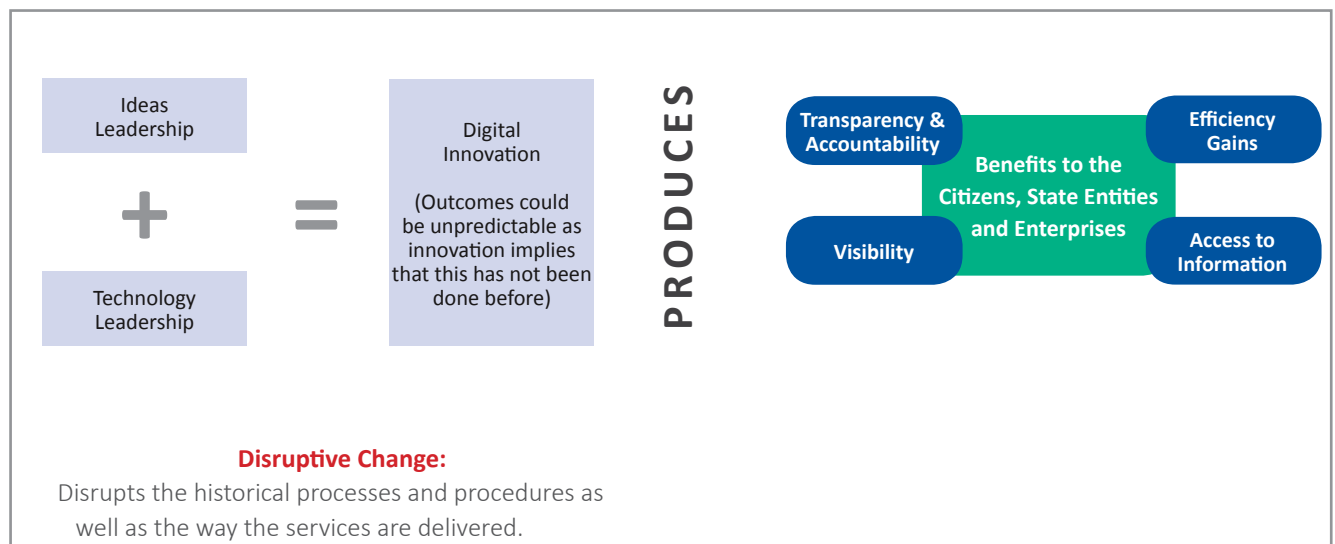 Ideas
Leadership
+
Technology
Leadership
=
Digital
Innovation
(Outcomes could
be unpredictable as
innovation implies
that this has not been
done before)
PRODUCES
Transparency &
Accountability
Efficiency
Gains
Benefits to the
Citizens, State Entities
and Enterprises
Visibility
Access to
Information
Disruptive Change:
Disrupts the historical processes and procedures as
well as the way the services are delivered.